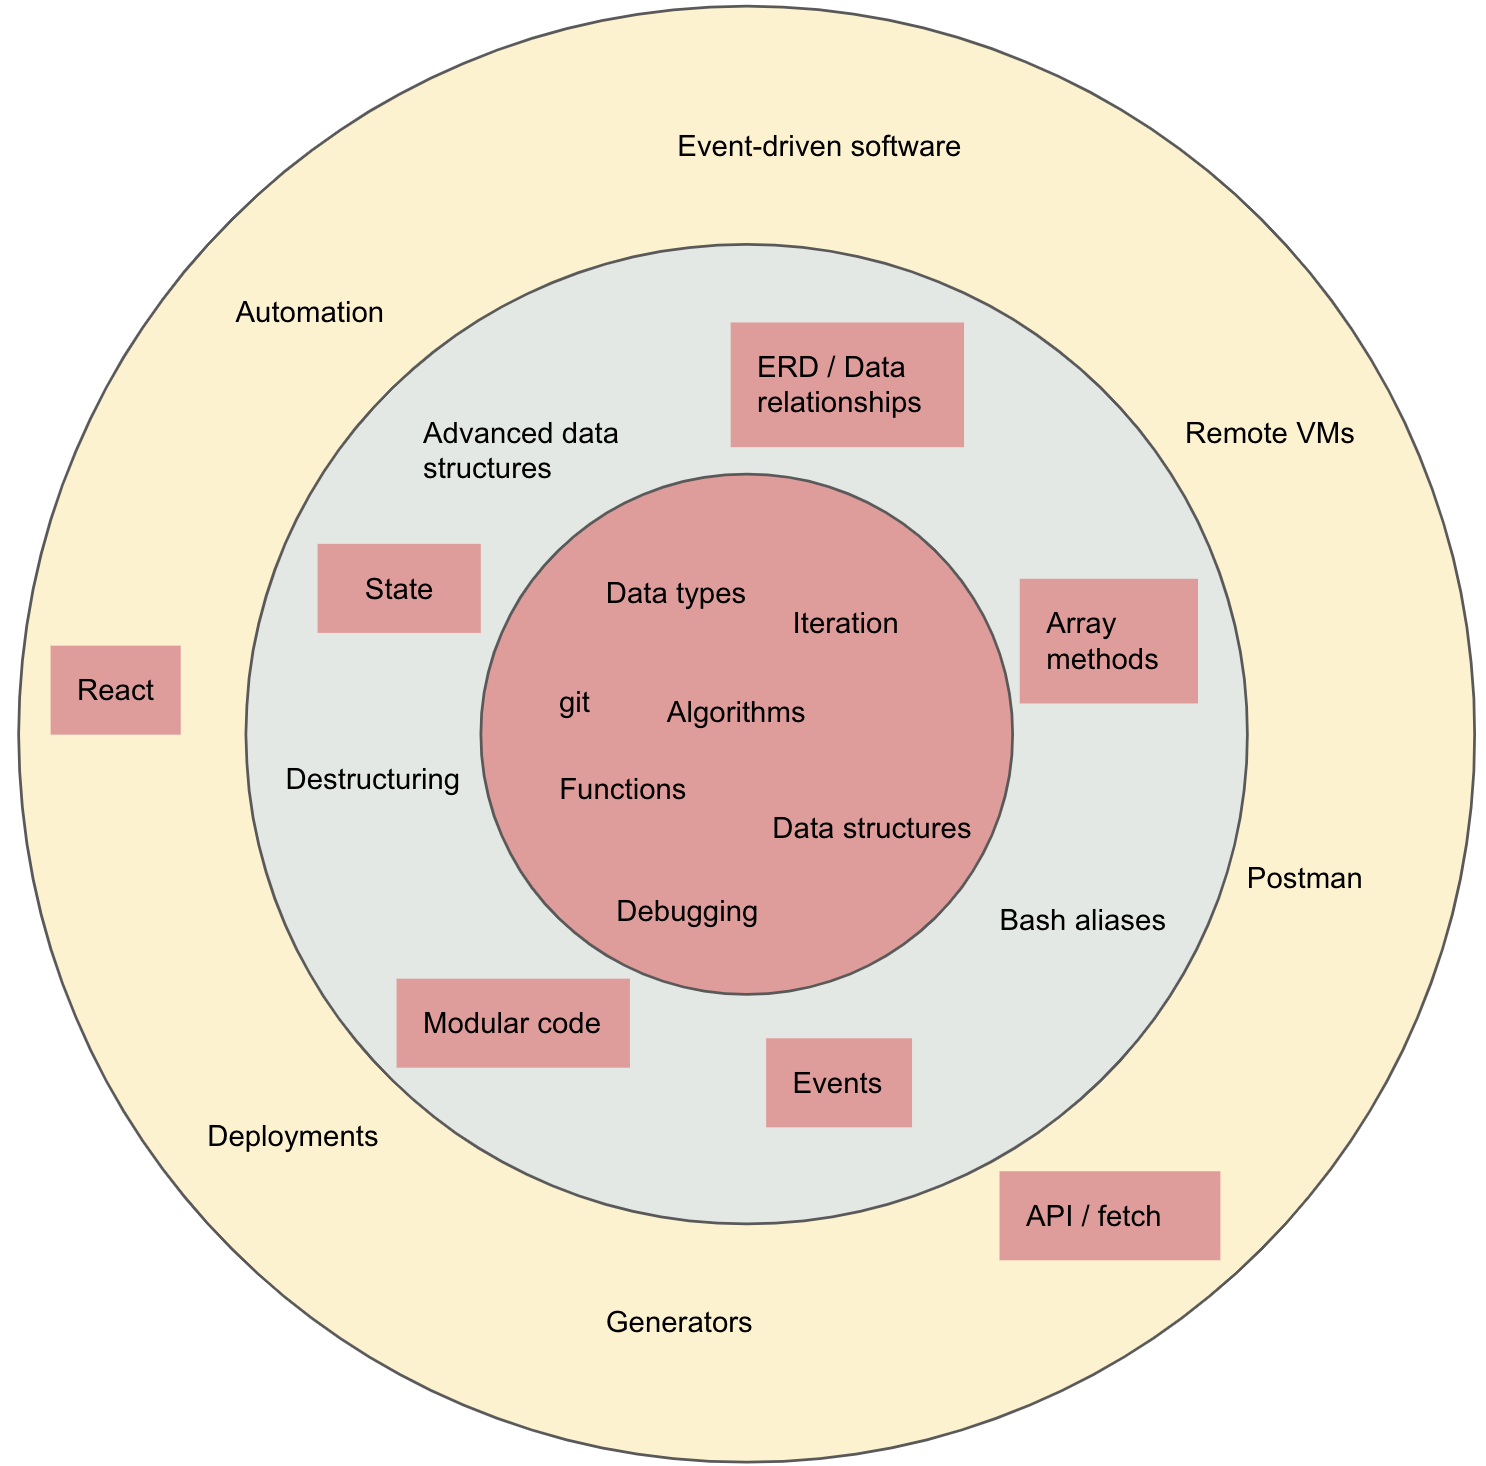 Event-driven software
Automation
ERD / Data
relationships
Advanced data
structures
Remote VMs
State
Data types
Iteration
Array
methods
React
git
Algorithms
Destructuring
Functions
Data structures
Postman
Debugging
Bash aliases
Modular code
Events
Deployments
API / fetch
Generators